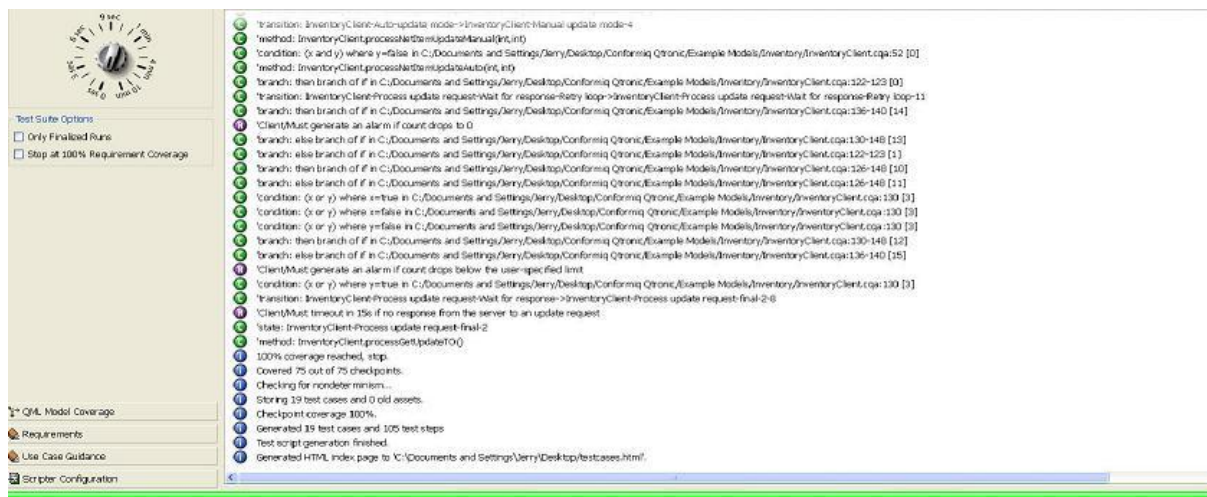 9 sec
1 min
6 sec
4 min
3 sec
10 min
0 sec
Test Suite Options
Only Finalized Runs
Stop at 100% Requirement Coverage
QML Model Coverage
Requirements
Use Case Guidance
Scripter Configuration
'transition: InventoryClient-Auto-update mode->InventoryClient-Manual update mode-4
'method: InventoryClient.processNetItemUpdateManual(int,int)
'condition: (x and y) where y=false in C:/Documents and Settings/Jerry/Desktop/Conformiq Qtronic/Example Models/Inventory/InventoryClient.cqa:52 [0]
'method: InventoryClient.processNetItemUpdateAuto(int,int)
'branch: then branch of if in C:/Documents and Settings/Jerry/Desktop/Conformiq Qtronic/Example Models/Inventory/InventoryClient.cqa:122-123 [0]
'transition: InventoryClient-Process update request-Wait for response-Retry loop->InventoryClient-Process update request-Wait for response-Retry loop-11
'branch: then branch of if in C:/Documents and Settings/Jerry/Desktop/Conformiq Qtronic/Example Models/Inventory/InventoryClient.cqa:136-140 [14]
'Client/Must generate an alarm if count drops to 0
'branch: else branch of if in C:/Documents and Settings/Jerry/Desktop/Conformiq Qtronic/Example Models/Inventory/InventoryClient.cqa:130-148 [13]
'branch: else branch of if in C:/Documents and Settings/Jerry/Desktop/Conformiq Qtronic/Example Models/Inventory/InventoryClient.cqa:122-123 [1]
'branch: then branch of if in C:/Documents and Settings/Jerry/Desktop/Conformiq Qtronic/Example Models/Inventory/InventoryClient.cqa:126-148 [10]
'branch: else branch of if in C:/Documents and Settings/Jerry/Desktop/Conformiq Qtronic/Example Models/Inventory/InventoryClient.cqa:126-148 [11]
'condition: (x or y) where x=true in C:/Documents and Settings/Jerry/Desktop/Conformiq Qtronic/Example Models/Inventory/InventoryClient.cqa:130 [3]
'condition: (x or y) where x=false in C:/Documents and Settings/Jerry/Desktop/Conformiq Qtronic/Example Models/Inventory/InventoryClient.cqa:130 [3]
'condition: (x or y) where y=false in C:/Documents and Settings/Jerry/Desktop/Conformiq Qtronic/Example Models/Inventory/InventoryClient.cqa:130 [3]
'branch: then branch of if in C:/Documents and Settings/Jerry/Desktop/Conformiq Qtronic/Example Models/Inventory/InventoryClient.cqa:130-148 [12]
'branch: else branch of if in C:/Documents and Settings/Jerry/Desktop/Conformiq Qtronic/Example Models/Inventory/InventoryClient.cqa:136-140 [15]
'Client/Must generate an alarm if count drops below the user-specified limit
'condition: (x or y) where y=true in C:/Documents and Settings/Jerry/Desktop/Conformiq Qtronic/Example Models/Inventory/InventoryClient.cqa:130 [3]
'transition: InventoryClient-Process update request-Wait for response->InventoryClient-Process update request-final-2-8
'Client/Must timeout in 15s if no response from the server to an update request
'state: InventoryClient-Process update request-final-2
'method: InventoryClient.processGetUpdateTO()
100% coverage reached, stop.
Covered 75 out of 75 checkpoints.
Checking for nondeterminism...
Storing 19 test cases and 0 old assets.
Checkpoint coverage 100%.
Generated 19 test cases and 105 test steps
Test script generation finished.
Generated HTML index page to 'C:\Documents and Settings\Jerry\Desktop/testcases.html'.